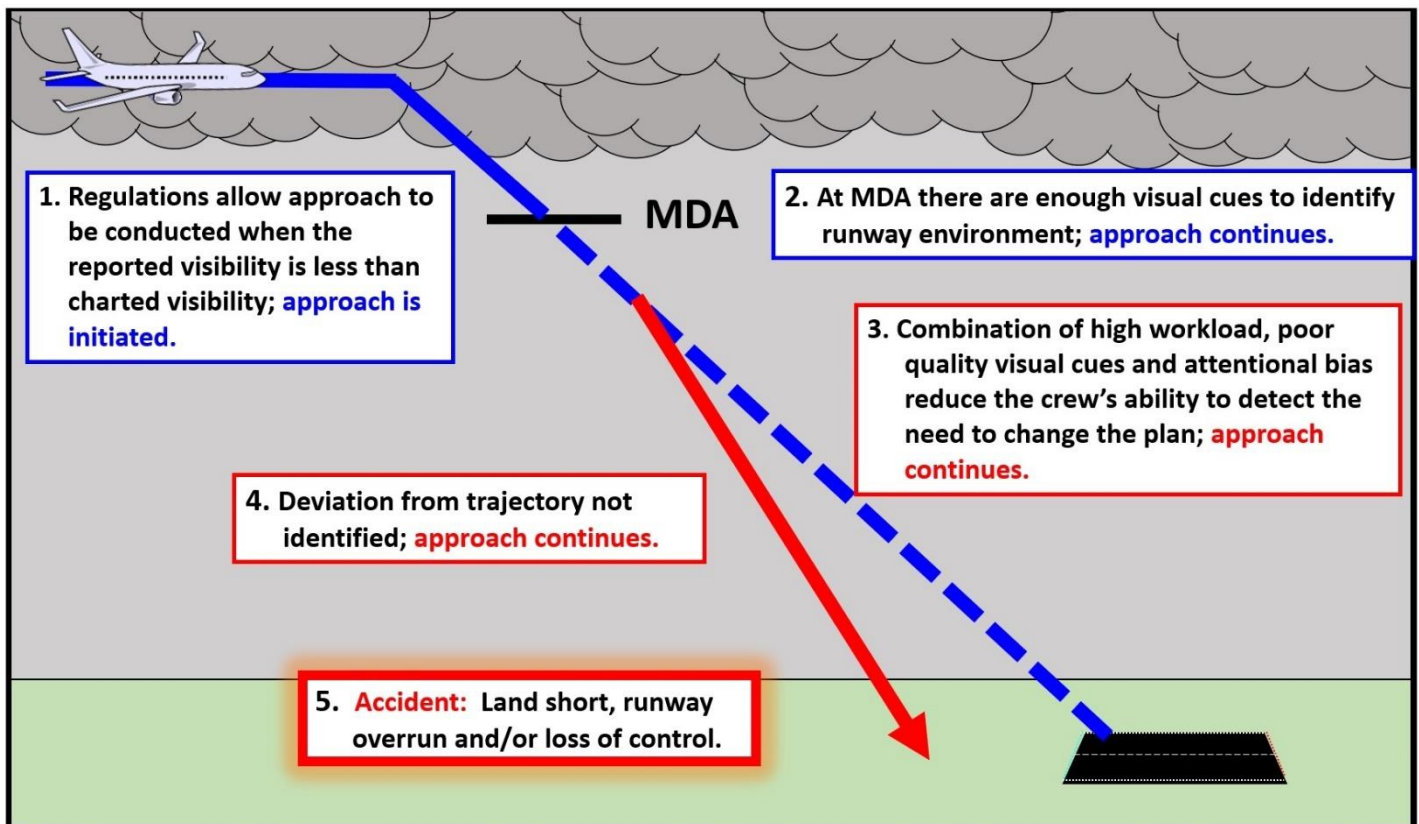 1. Regulations allow approach to
be conducted when the
reported visibility is less than
charted visibility; approach is
initiated.
MDA
2. At MDA there are enough visual cues to identify
runway environment; approach continues.
3. Combination of high workload, poor
quality visual cues and attentional bias
reduce the crew's ability to detect the
need to change the plan; approach
continues.
4. Deviation from trajectory not
identified; approach continues.
5. Accident: Land short, runway
overrun and/or loss of control.